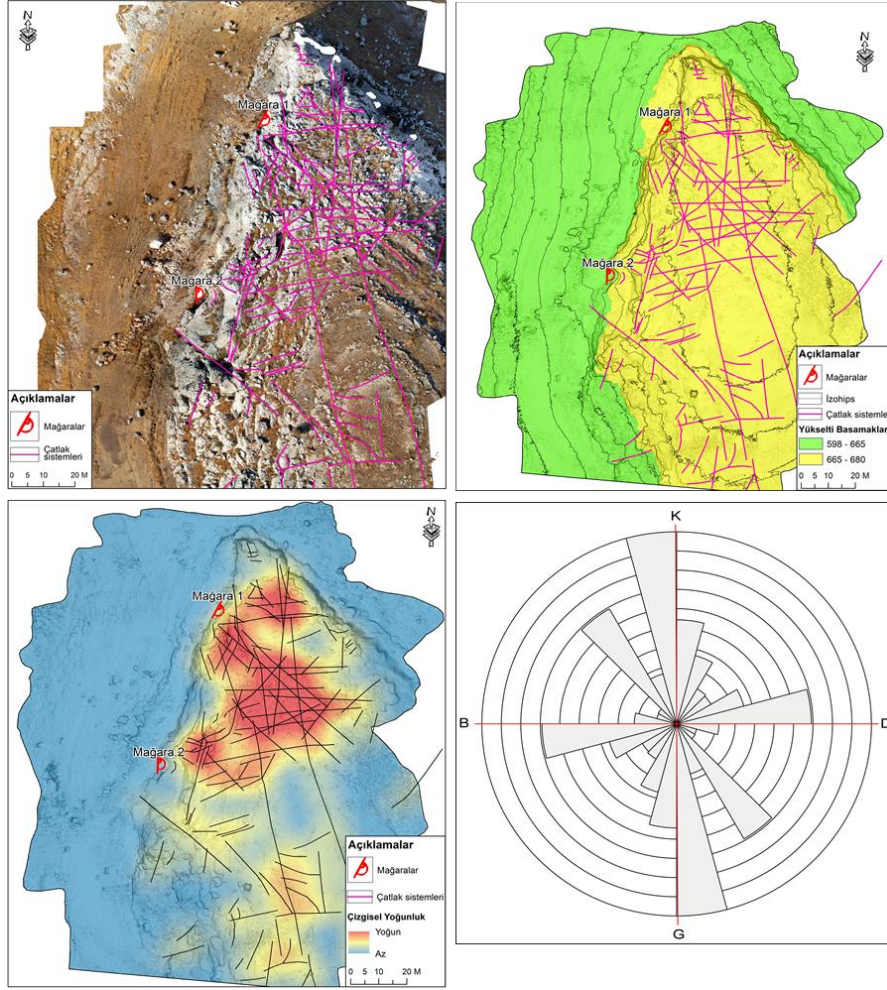 N
Mağara 1
Mağara 2
Açıklamalar
Mağaralar
Çatlak
sistemleri
0 5 10 20 M
N
Mağara 1
Mağara 2
Açıklamalar
Mağaralar
İzohips
Çatlak sistemle
Yükselti Basamaklar
598 - 665
665 - 680
0 5 10 20 M
N
Mağara 1
Mağara 2
Açıklamalar
Mağaralar
Çatlak sistemleri
Çizgisel Yoğunluk
Yoğun
Az
0 5 10 20 M
K
B
D
G